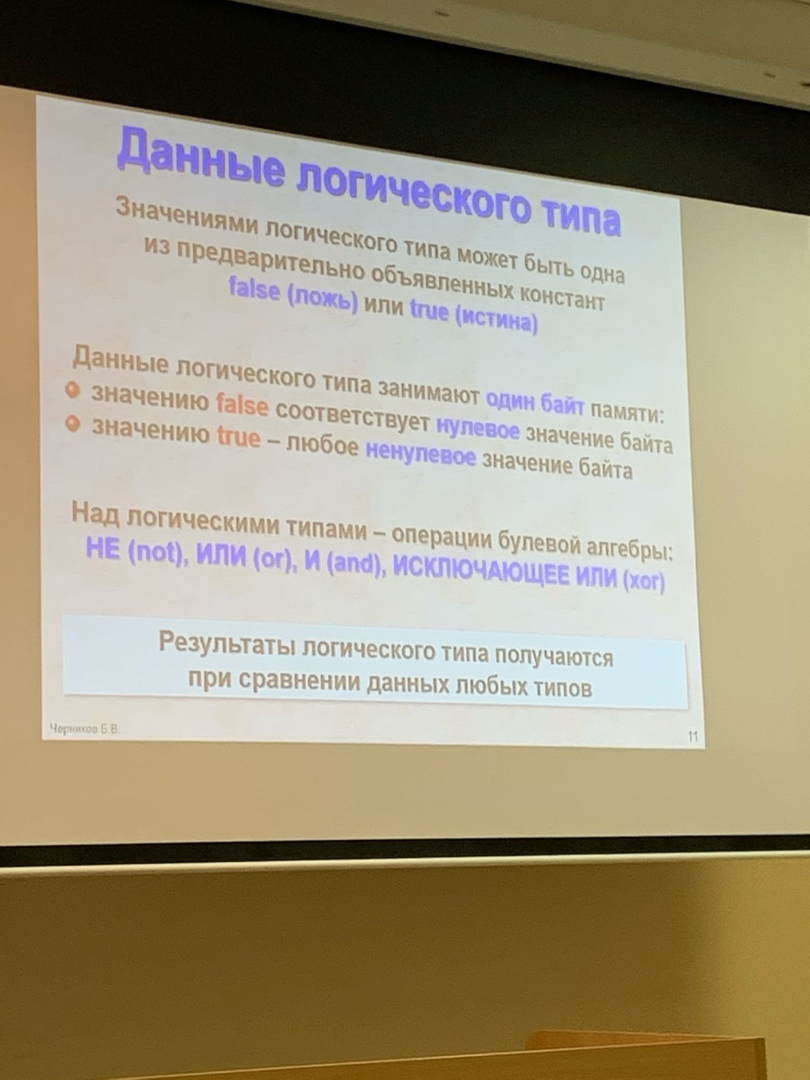 Данные логического типа
Значениями логического типа может быть одна
из предварительно объявленных констант
false (ложь) или true (истина)
Данные логического типа занимают один байт памяти:
значению false соответствует нулевое значение байта
значению true – любое ненулевое значение байта
Над логическими типами – операции булевой алгебры:
НЕ (not), ИЛИ (or), И (and), ИСКЛЮЧАЮЩЕЕ ИЛИ (xor)
Результаты логического типа получаются
при сравнении данных любых типов
Черников Б.В.
11